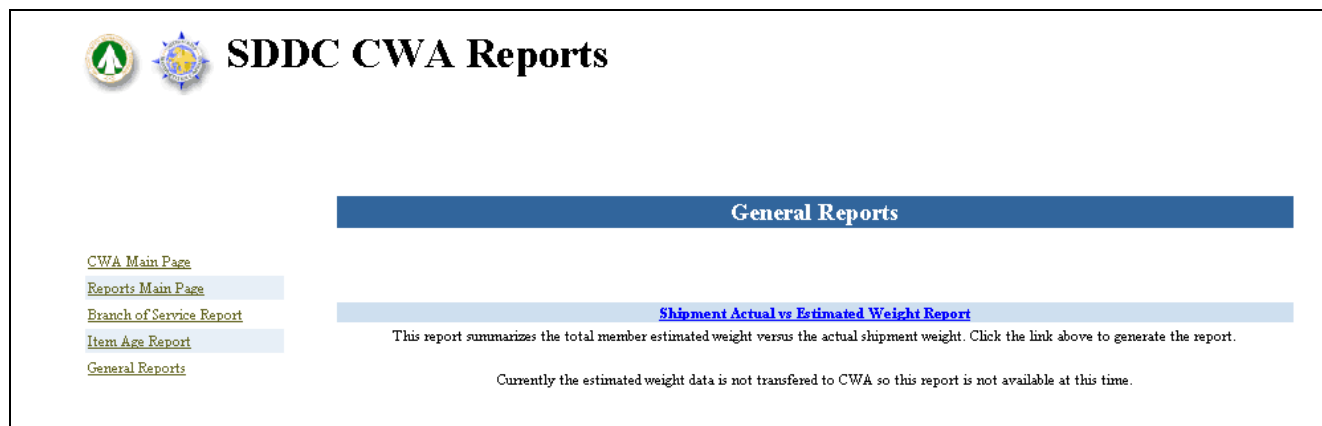 SDDC CWA Reports
General Reports
CWA Main Page
Reports Main Page
Branch of Service Report
Item Age Report
General Reports
Shipment Actual vs Estimated Weight Report
This report summarizes the total member estimated weight versus the actual shipment weight. Click the link above to generate the report.
Currently the estimated weight data is not transfered to CWA so this report is not available at this time.